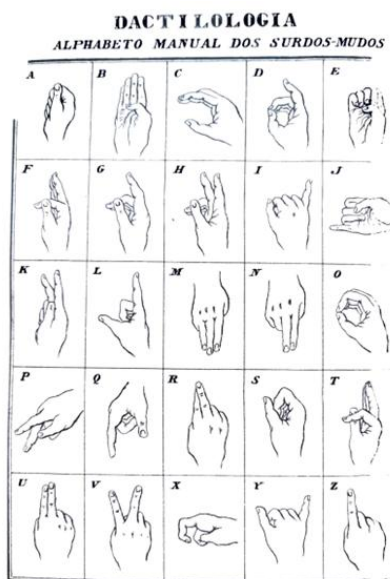 DACTILOLOGIA
ALPHABETO MANUAL DOS SURDOS-MUDOS
A B C D E
F G H I J
K L M N O
P Q R S T
U V X Y Z